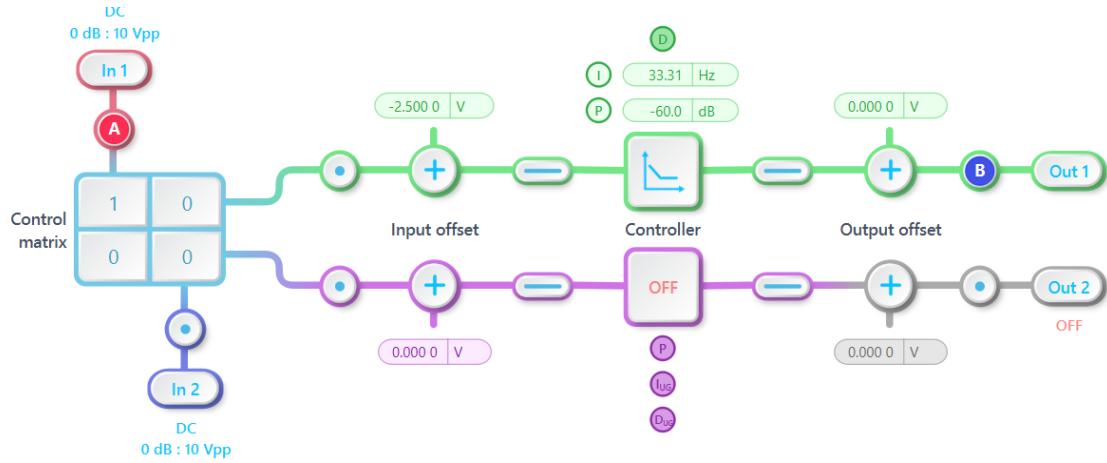 DC
0 dB : 10 Vpp
In 1
A
D
I
33.31 Hz
P
-60.0 dB
-2.500 0 V
0.000 0 V
B
Out 1
1 0
0 0
Control
matrix
Input offset
Controller
Output offset
OFF
Out 2
OFF
0.000 0 V
0.000 0 V
P
IUG
DUG
In 2
DC
0 dB : 10 Vpp